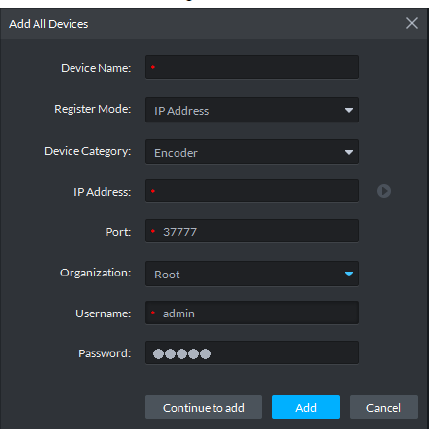 Add All Devices
Device Name: *
Register Mode: IP Address
Device Category: Encoder
IP Address: *
Port: * 37777
Organization: Root
Username: * admin
Password: ●●●●●
Continue to add Add Cancel